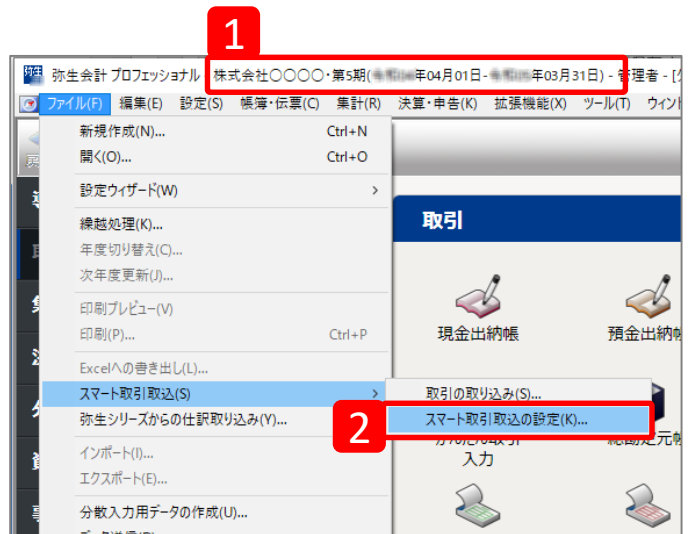 1
弥生会計 プロフェッショナル - 株式会社○○○○・第5期(年04月01日-年03月31日) - 管理者 - [
ファイル(F) 編集(E) 設定(S) 帳簿・伝票(C) 集計(R) 決算・申告(K) 拡張機能(X) ツール(T) ウィンド
新規作成(N)... Ctrl+N
開く(O)... Ctrl+O
設定ウィザード(W) >
繰越処理(K)...
年度切り替え(C)...
次年度更新(J)...
印刷プレビュー(V)
印刷(P)... Ctrl+P
Excelへの書き出し(L)...
スマート取引取込(S) >
弥生シリーズからの仕訳取り込み(Y)...
インポート(I)...
エクスポート(E)...
分散入力用データの作成(U)...
取引
現金出納帳
預金出納
取引の取り込み(S)...
2
スマート取引取込の設定(K)...
入力